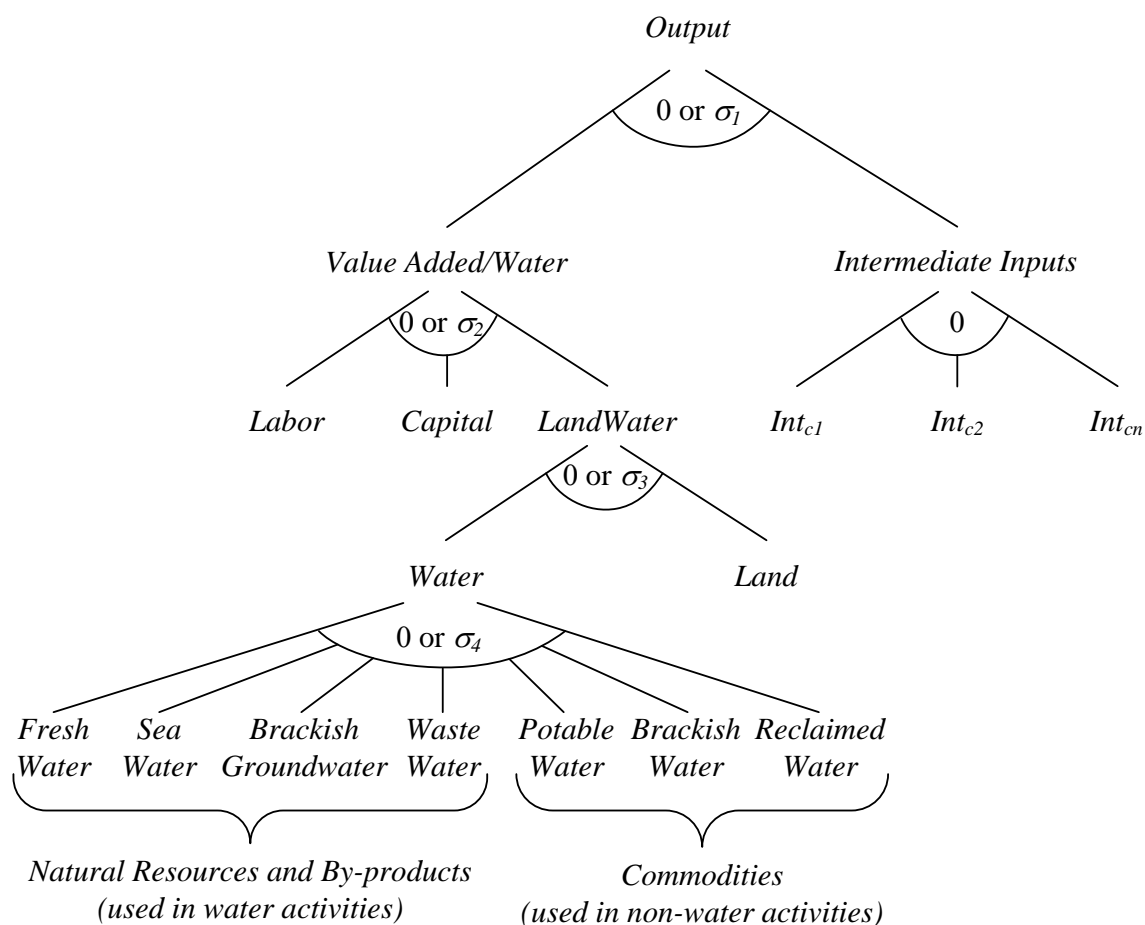 Output
0 or σ1
Value Added/Water
Intermediate Inputs
0 or σ2
0
Labor
Capital
LandWater
Intc1
Intc2
Intcn
0 or σ3
Water
Land
0 or σ4
Fresh Water
Sea Water
Brackish Groundwater
Waste Water
Potable Water
Brackish Water
Reclaimed Water
Natural Resources and By-products
(used in water activities)
Commodities
(used in non-water activities)